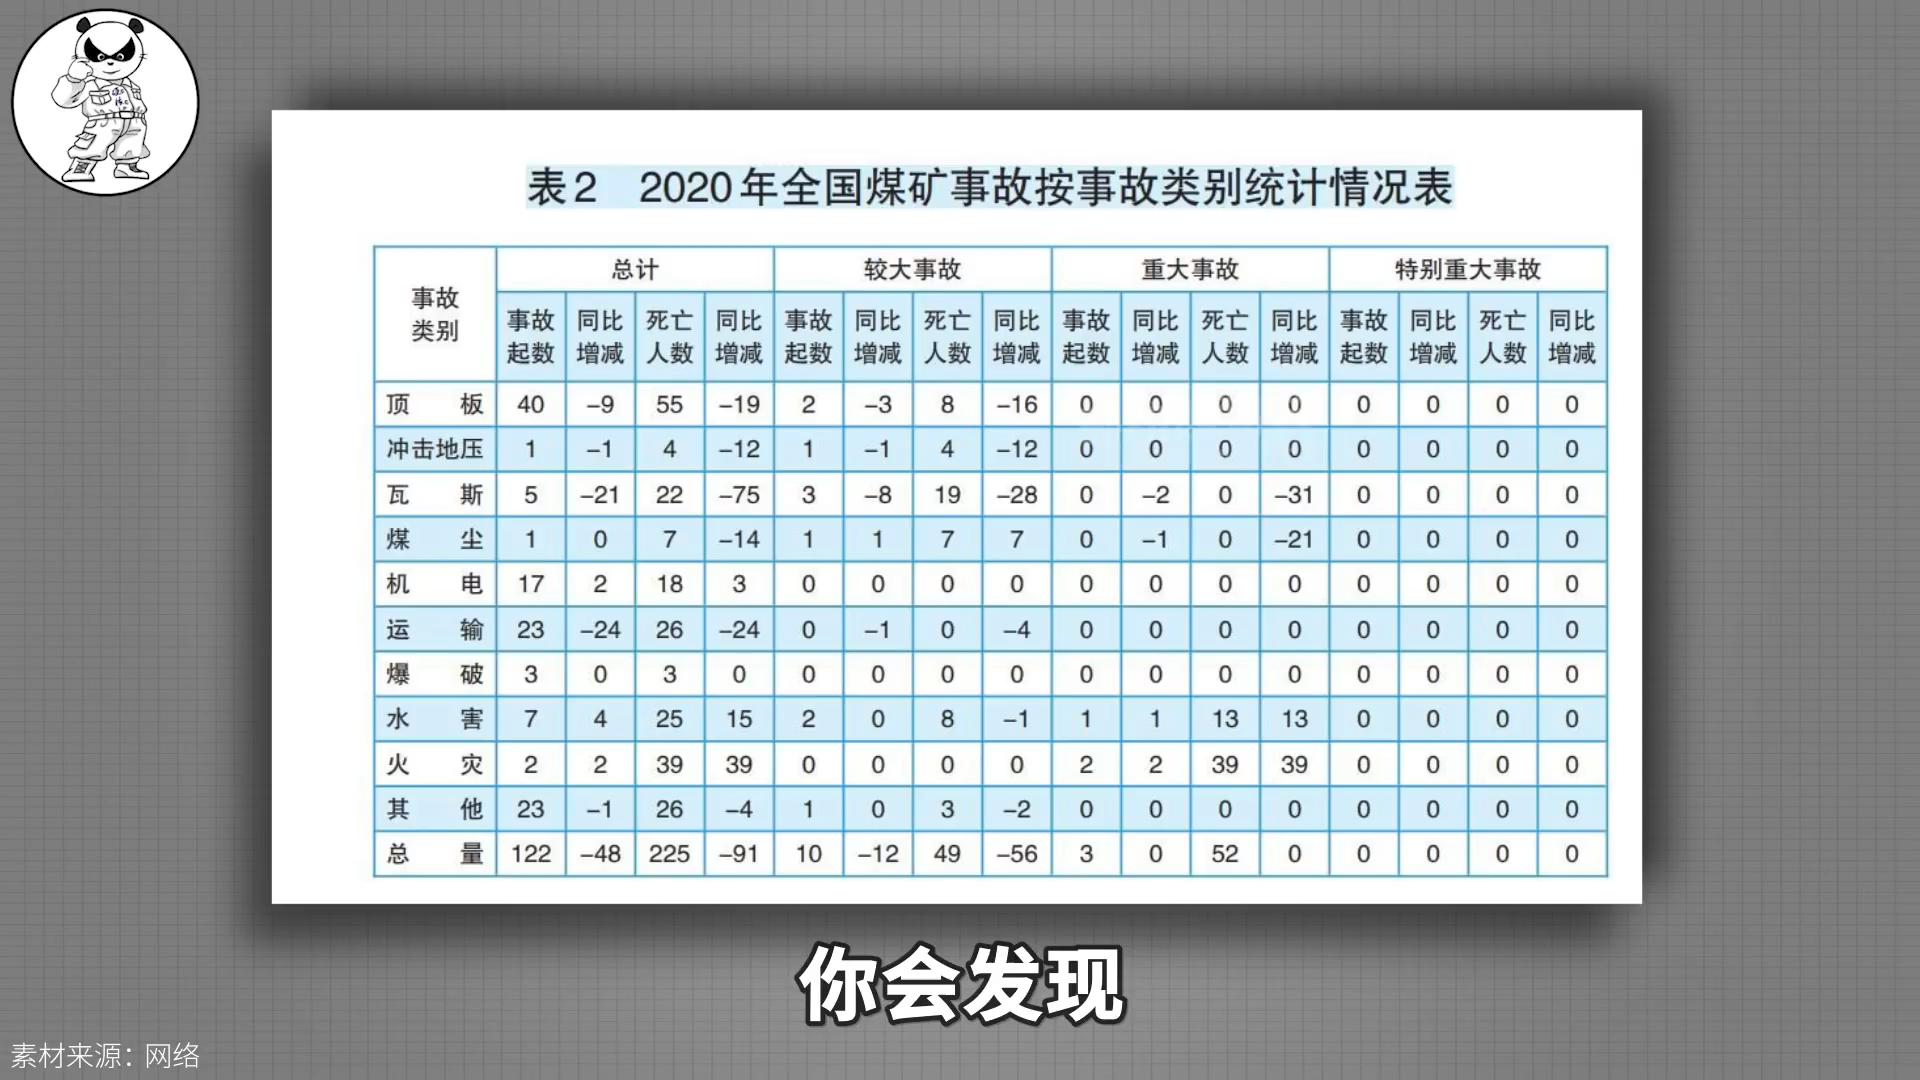 表2 2020年全国煤矿事故按事故类别统计情况表
事故类别 总计 较大事故 重大事故 特别重大事故
事故起数 同比增减 死亡人数 同比增减 事故起数 同比增减 死亡人数 同比增减 事故起数 同比增减 死亡人数 同比增减 事故起数 同比增减 死亡人数 同比增减
顶板 40 −9 55 −19 2 −3 8 −16 0 0 0 0 0 0 0 0
冲击地压 1 −1 4 −12 1 −1 4 −12 0 0 0 0 0 0 0 0
瓦斯 5 −21 22 −75 3 −8 19 −28 0 −2 0 −31 0 0 0 0
煤尘 1 0 7 −14 1 1 7 7 0 −1 0 −21 0 0 0 0
机电 17 2 18 3 0 0 0 0 0 0 0 0 0 0 0 0
运输 23 −24 26 −24 0 −1 0 −4 0 0 0 0 0 0 0 0
爆破 3 0 3 0 0 0 0 0 0 0 0 0 0 0 0 0
水害 7 4 25 15 2 0 8 −1 1 1 13 13 0 0 0 0
火灾 2 2 39 39 0 0 0 0 2 2 39 39 0 0 0 0
其他 23 −1 26 −4 1 0 3 −2 0 0 0 0 0 0 0 0
总量 122 −48 225 −91 10 −12 49 −56 3 0 52 0 0 0 0 0
你会发现
素材来源：网络